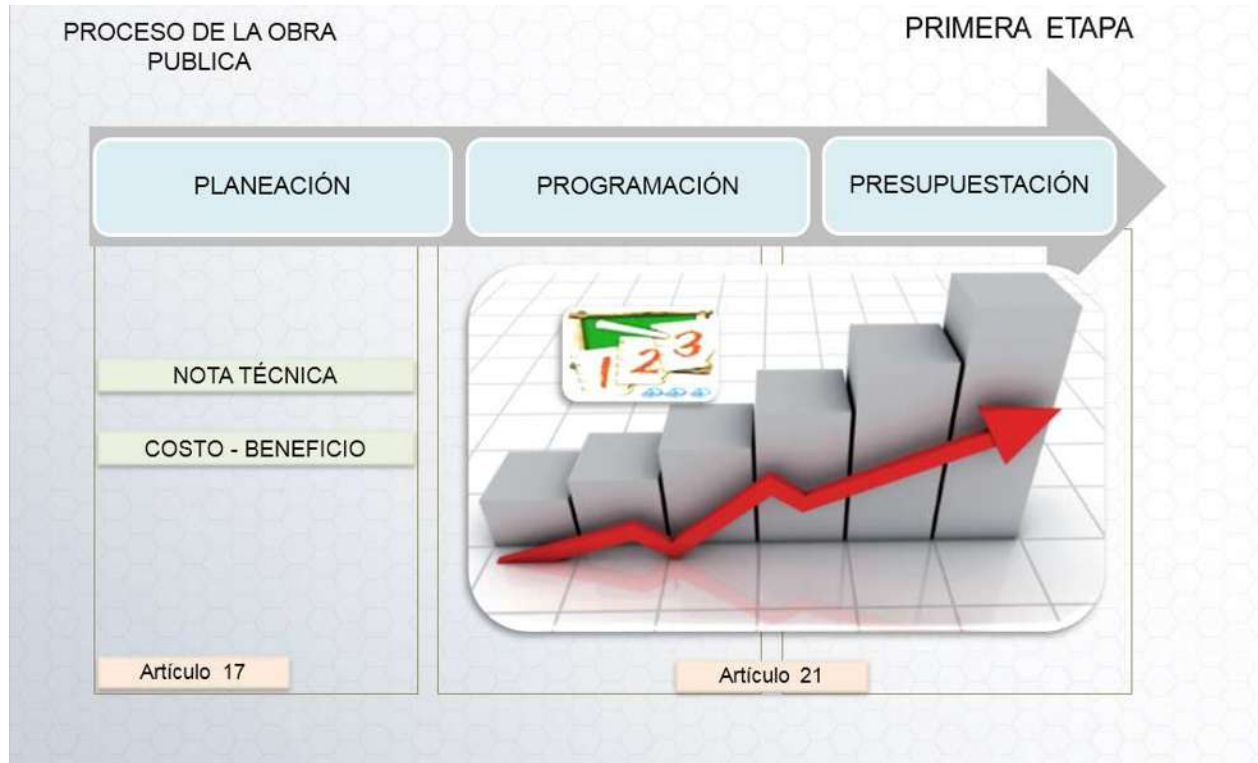 PROCESO DE LA OBRA
PUBLICA
PRIMERA ETAPA
PLANEACIÓN
PROGRAMACIÓN
PRESUPUESTACIÓN
1 2 3
NOTA TÉCNICA
COSTO - BENEFICIO
Artículo 17
Artículo 21